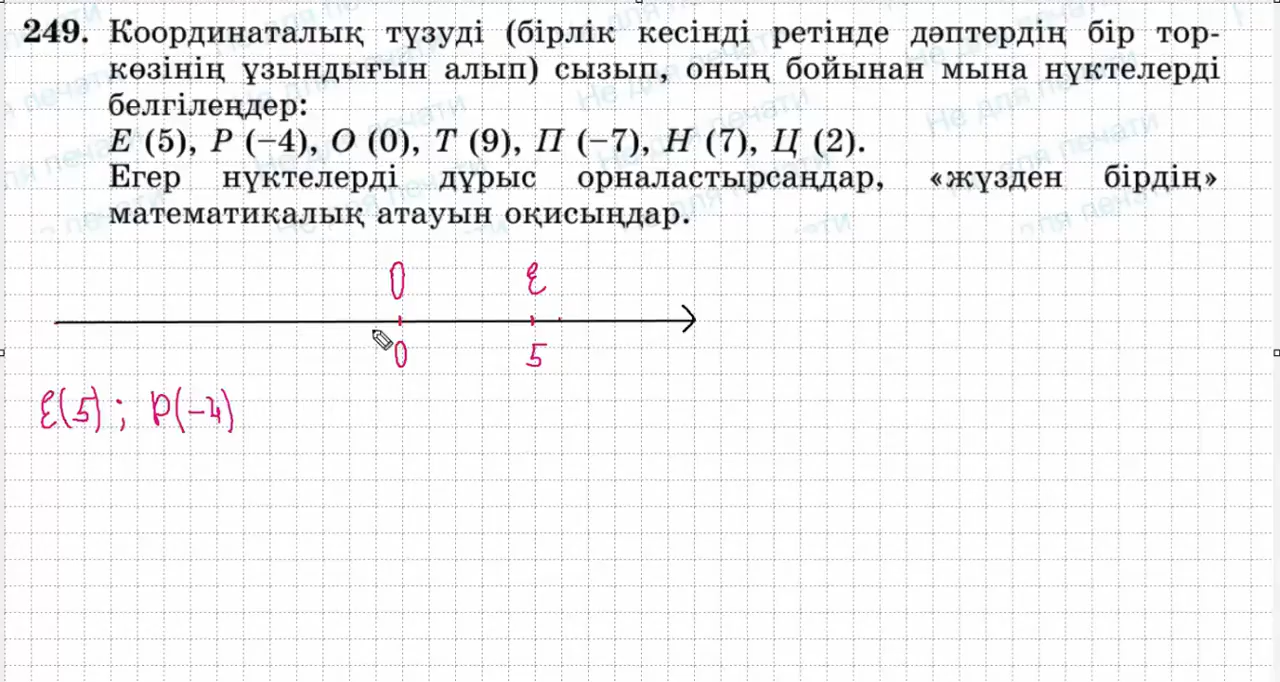 249. Координаталық түзуді (бірлік кесінді ретінде дәптердің бір тор-
көзінің ұзындығын алып) сызып, оның бойынан мына нүктелерді
белгілеңдер:
E (5), P (−4), O (0), T (9), П (−7), H (7), Ц (2).
Егер нүктелерді дұрыс орналастырсаңдар, «жүзден бірдің»
математикалық атауын оқисыңдар.
O E
0 5
E(5); P(−4)